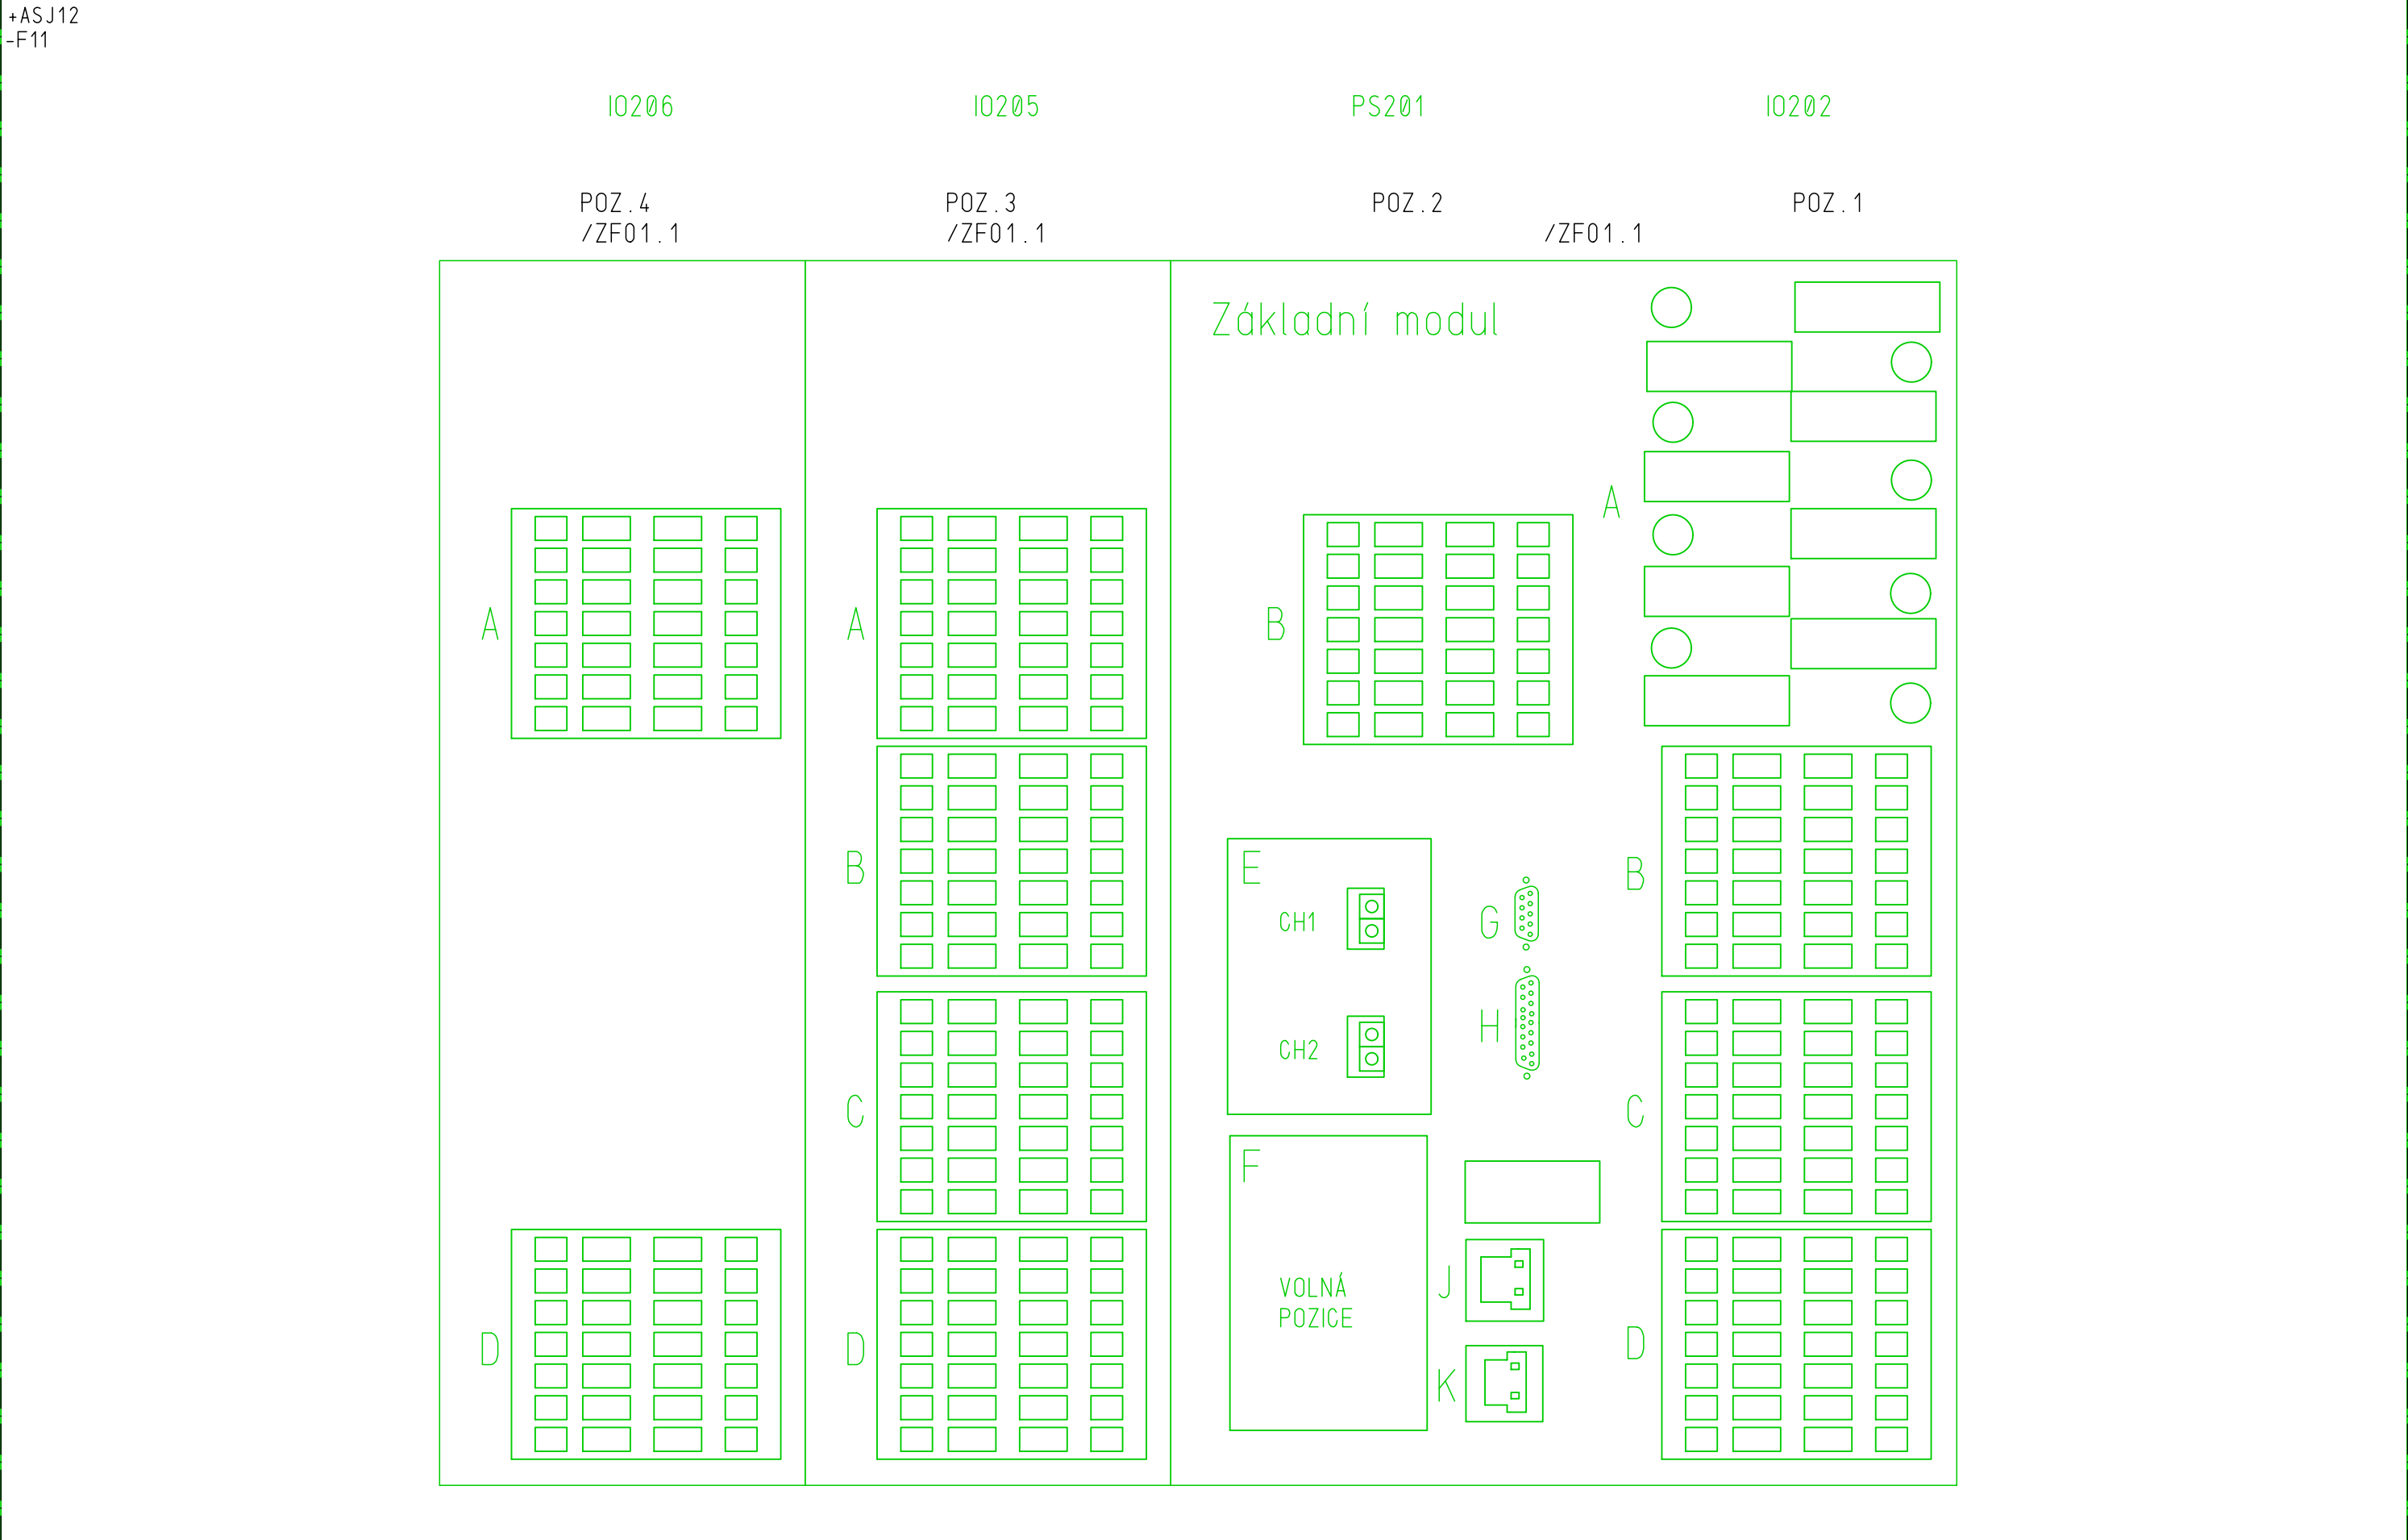 +ASJ12
-F11
IO206 IO205 PS201 IO202
POZ.4 POZ.3 POZ.2 POZ.1
/ZF01.1 /ZF01.1 /ZF01.1
Základní modul
A
A A B
B E B
CH1 G
H
CH2
C C
F
J
VOLNÁ
POZICE
D D D
K